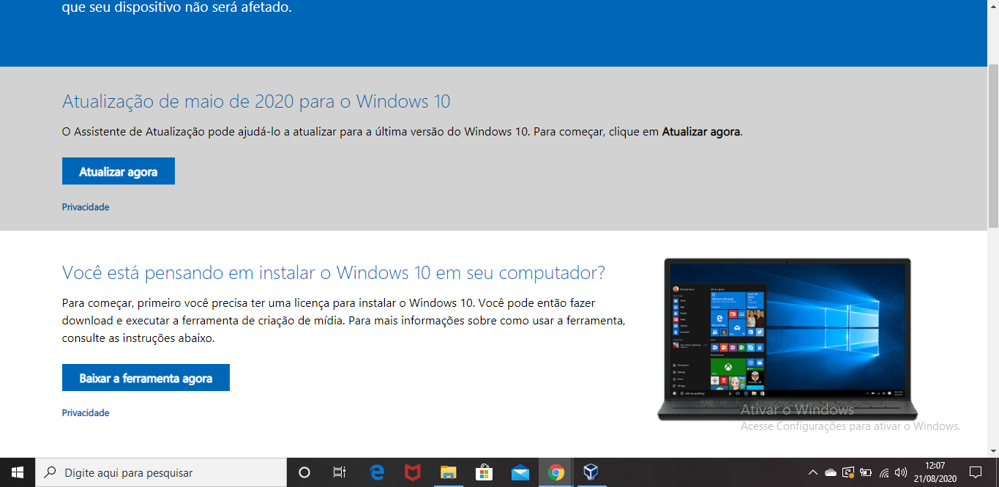 que seu dispositivo não será afetado.
Atualização de maio de 2020 para o Windows 10
O Assistente de Atualização pode ajudá-lo a atualizar para a última versão do Windows 10. Para começar, clique em Atualizar agora.
Atualizar agora
Privacidade
Você está pensando em instalar o Windows 10 em seu computador?
Para começar, primeiro você precisa ter uma licença para instalar o Windows 10. Você pode então fazer
download e executar a ferramenta de criação de mídia. Para mais informações sobre como usar a ferramenta,
consulte as instruções abaixo.
Baixar a ferramenta agora
Privacidade
Ativar o Windows
Acesse Configurações para ativar o Windows.
Digite aqui para pesquisar
12:07
21/08/2020